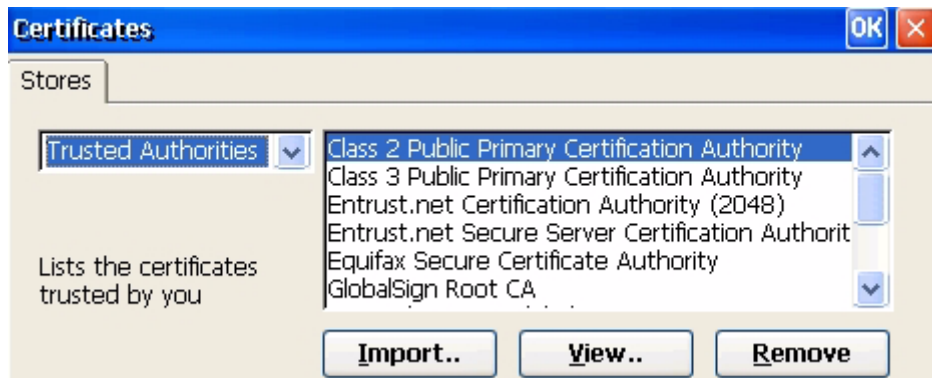 Certificates
OK
Stores
Trusted Authorities
Class 2 Public Primary Certification Authority
Class 3 Public Primary Certification Authority
Entrust.net Certification Authority (2048)
Entrust.net Secure Server Certification Authorit
Equifax Secure Certificate Authority
GlobalSign Root CA
Lists the certificates
trusted by you
Import..
View..
Remove